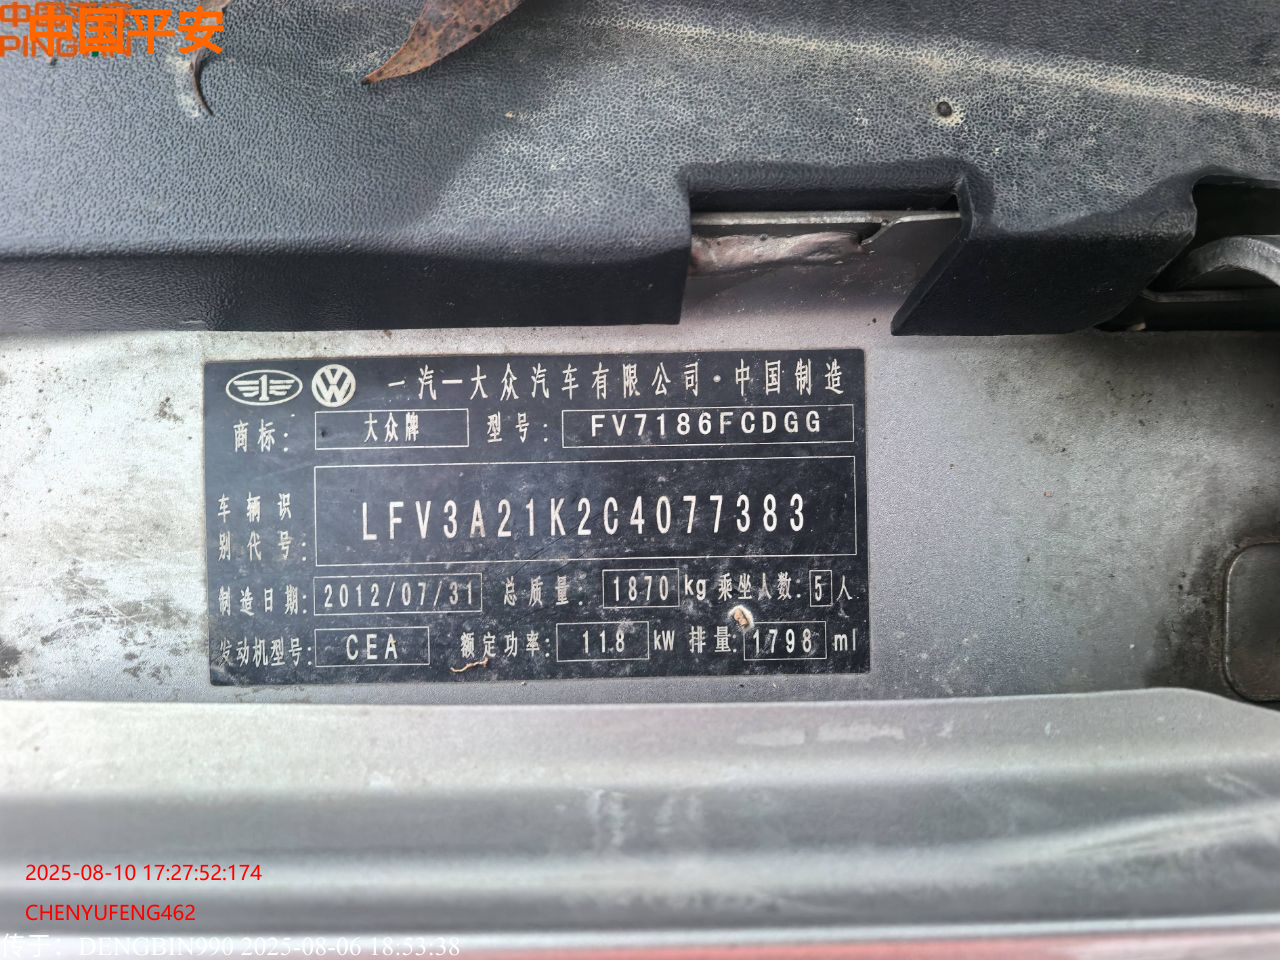 中国平安
PING
一汽一大众汽车有限公司·中国制造
商标: 大众牌 型号: FV7186FCDGG
车辆识
别代号: LFV3A21K2C4077383
制造日期: 2012/07/31 总质量: 1870 kg 乘坐人数: 5 人
发动机型号: CEA 额定功率: 118 kW 排量: 1798 ml
2025-08-10 17:27:52:174
CHENYUFENG462
传于: DENGBIN990 2025-08-06 18:53:38